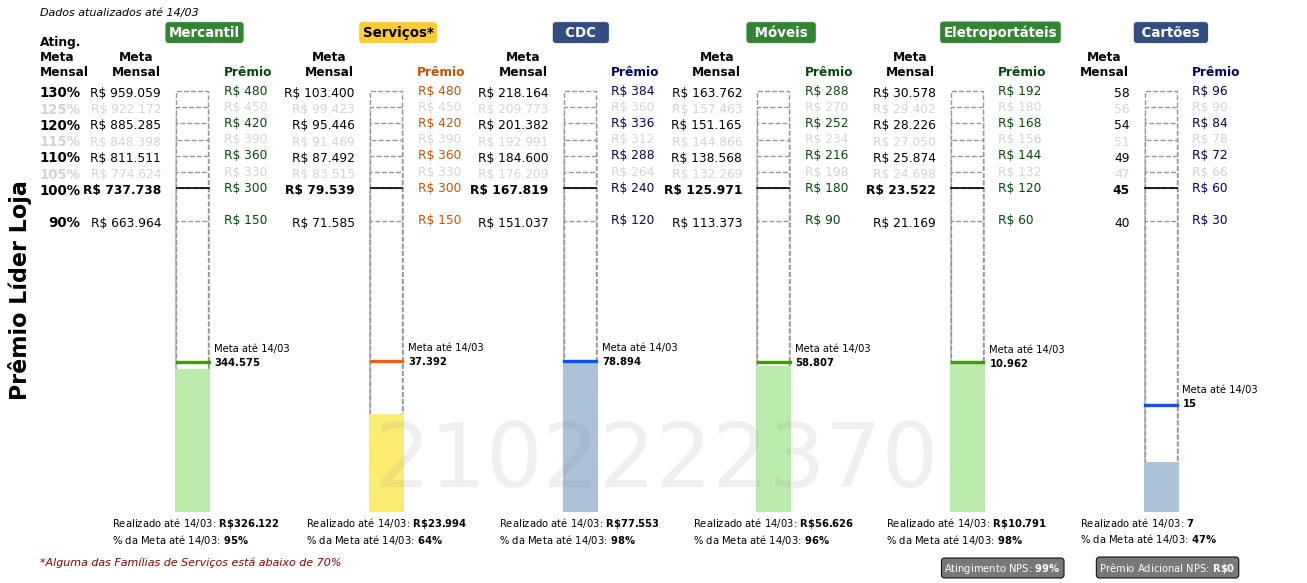 Dados atualizados até 14/03
Mercantil Serviços* CDC Móveis Eletroportáteis Cartões
Ating.
Meta Meta Meta Meta Meta Meta Meta
Mensal Mensal Prêmio Mensal Prêmio Mensal Prêmio Mensal Prêmio Mensal Prêmio Mensal Prêmio
130% R$ 959.059 R$ 480 R$ 103.400 R$ 480 R$ 218.164 R$ 384 R$ 163.762 R$ 288 R$ 30.578 R$ 192 58 R$ 96
125% R$ 922.172 R$ 450 R$ 99.423 R$ 450 R$ 209.773 R$ 360 R$ 157.463 R$ 270 R$ 29.402 R$ 180 56 R$ 90
120% R$ 885.285 R$ 420 R$ 95.446 R$ 420 R$ 201.382 R$ 336 R$ 151.165 R$ 252 R$ 28.226 R$ 168 54 R$ 84
115% R$ 848.398 R$ 390 R$ 91.469 R$ 390 R$ 192.991 R$ 312 R$ 144.866 R$ 234 R$ 27.050 R$ 156 51 R$ 78
110% R$ 811.511 R$ 360 R$ 87.492 R$ 360 R$ 184.600 R$ 288 R$ 138.568 R$ 216 R$ 25.874 R$ 144 49 R$ 72
105% R$ 774.624 R$ 330 R$ 83.515 R$ 330 R$ 176.209 R$ 264 R$ 132.269 R$ 198 R$ 24.698 R$ 132 47 R$ 66
100% R$ 737.738 R$ 300 R$ 79.539 R$ 300 R$ 167.819 R$ 240 R$ 125.971 R$ 180 R$ 23.522 R$ 120 45 R$ 60
90% R$ 663.964 R$ 150 R$ 71.585 R$ 150 R$ 151.037 R$ 120 R$ 113.373 R$ 90 R$ 21.169 R$ 60 40 R$ 30
Prêmio Líder Loja
Meta até 14/03 Meta até 14/03 Meta até 14/03 Meta até 14/03 Meta até 14/03
344.575 37.392 78.894 58.807 10.962
Meta até 14/03
15
2102222370
Realizado até 14/03: R$326.122 Realizado até 14/03: R$23.994 Realizado até 14/03: R$77.553 Realizado até 14/03: R$56.626 Realizado até 14/03: R$10.791 Realizado até 14/03: 7
% da Meta até 14/03: 95% % da Meta até 14/03: 64% % da Meta até 14/03: 98% % da Meta até 14/03: 96% % da Meta até 14/03: 98% % da Meta até 14/03: 47%
*Alguma das Famílias de Serviços está abaixo de 70%
Atingimento NPS: 99% Prêmio Adicional NPS: R$0